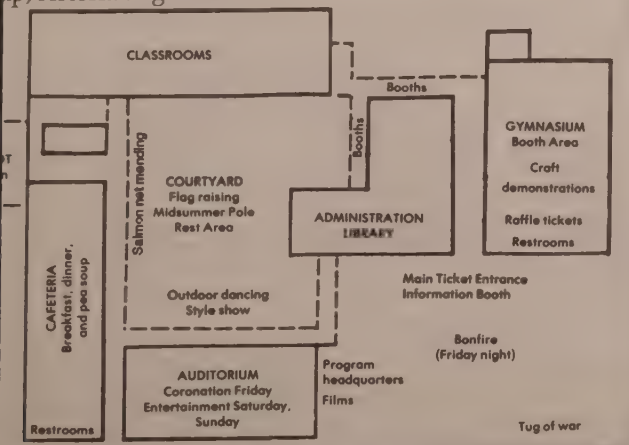 CLASSROOMS
Booths
Booths
GYMNASIUM
Booth Area
Craft
demonstrations
Raffle tickets
Restrooms
Salmon net mending
COURTYARD
Flag raising
Midsummer Pole
Rest Area
ADMINISTRATION
LIBRARY
CAFETERIA
Breakfast, dinner,
and pea soup
Restrooms
Outdoor dancing
Style show
Main Ticket Entrance
Information Booth
Bonfire
(Friday night)
AUDITORIUM
Coronation Friday
Entertainment Saturday,
Sunday
Program
headquarters
Films
Tug of war